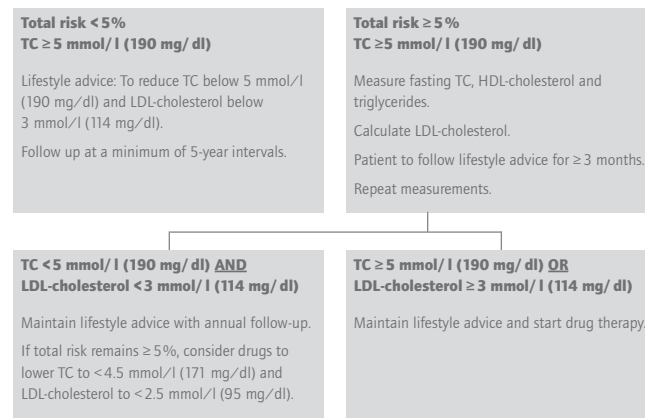 Total risk < 5%
TC ≥ 5 mmol/l (190 mg/dl)
Lifestyle advice: To reduce TC below 5 mmol/l
(190 mg/dl) and LDL-cholesterol below
3 mmol/l (114 mg/dl).
Follow up at a minimum of 5-year intervals.
Total risk ≥ 5%
TC ≥5 mmol/l (190 mg/dl)
Measure fasting TC, HDL-cholesterol and
triglycerides.
Calculate LDL-cholesterol.
Patient to follow lifestyle advice for ≥ 3 months.
Repeat measurements.
TC < 5 mmol/l (190 mg/dl) AND
LDL-cholesterol < 3 mmol/l (114 mg/dl)
Maintain lifestyle advice with annual follow-up.
If total risk remains ≥ 5%, consider drugs to
lower TC to < 4.5 mmol/l (171 mg/dl) and
LDL-cholesterol to < 2.5 mmol/l (95 mg/dl).
TC ≥ 5 mmol/l (190 mg/dl) OR
LDL-cholesterol ≥ 3 mmol/l (114 mg/dl)
Maintain lifestyle advice and start drug therapy.